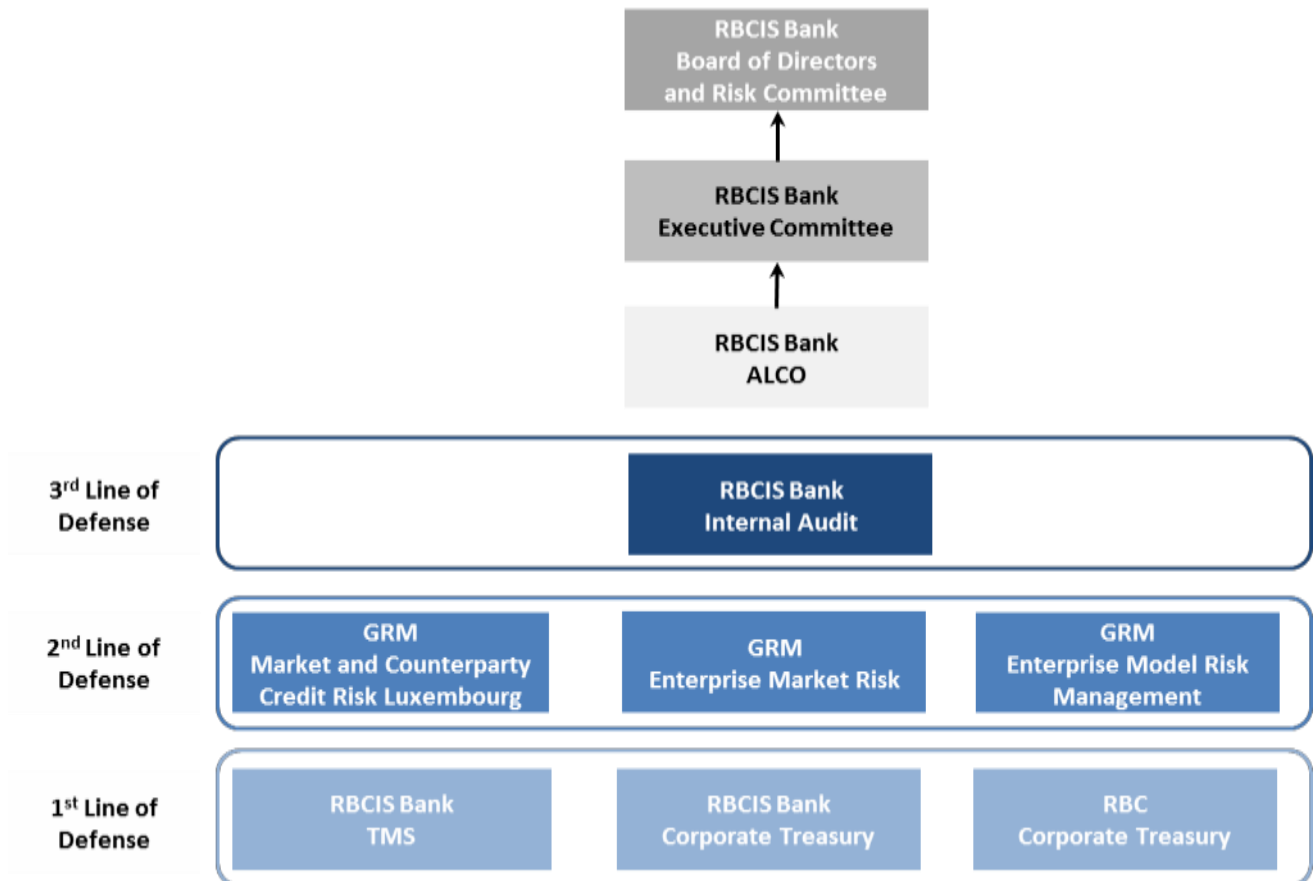 RBCIS Bank
Board of Directors
and Risk Committee
RBCIS Bank
Executive Committee
RBCIS Bank
ALCO
3rd Line of
Defense
RBCIS Bank
Internal Audit
2nd Line of
Defense
GRM
Market and Counterparty
Credit Risk Luxembourg
GRM
Enterprise Market Risk
GRM
Enterprise Model Risk
Management
1st Line of
Defense
RBCIS Bank
TMS
RBCIS Bank
Corporate Treasury
RBC
Corporate Treasury